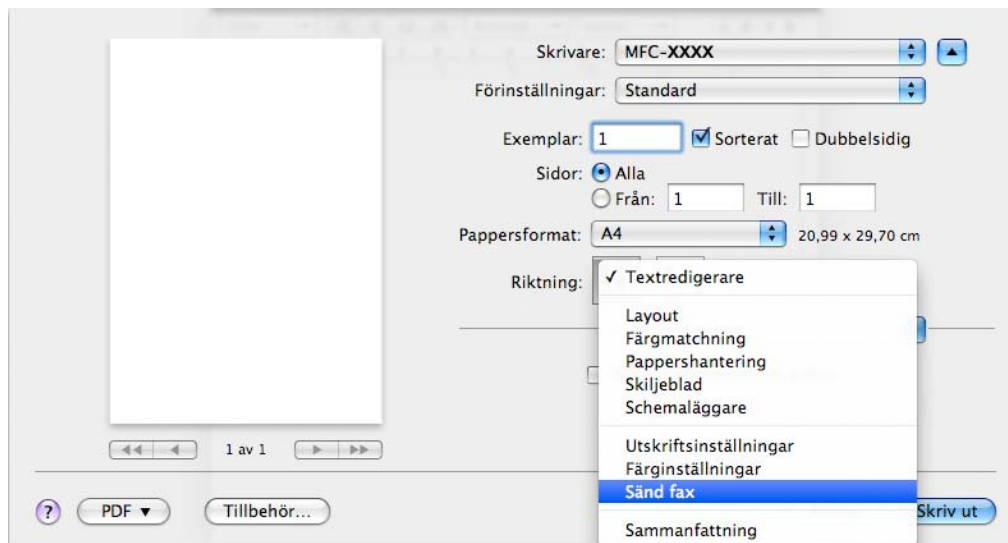 Skrivare: MFC-XXXX
Förinställningar: Standard
Exemplar: 1 Sorterat Dubbelsidig
Sidor: Alla
Från: 1 Till: 1
Pappersformat: A4 20,99 x 29,70 cm
Riktning:
✓ Textredigerare
Layout
Färgmatchning
Pappershantering
Skiljeblad
Schemaläggare
Utskriftsinställningar
Färginställningar
Sänd fax
Sammanfattning
1 av 1
? PDF ▼ Tillbehör... Skriv ut